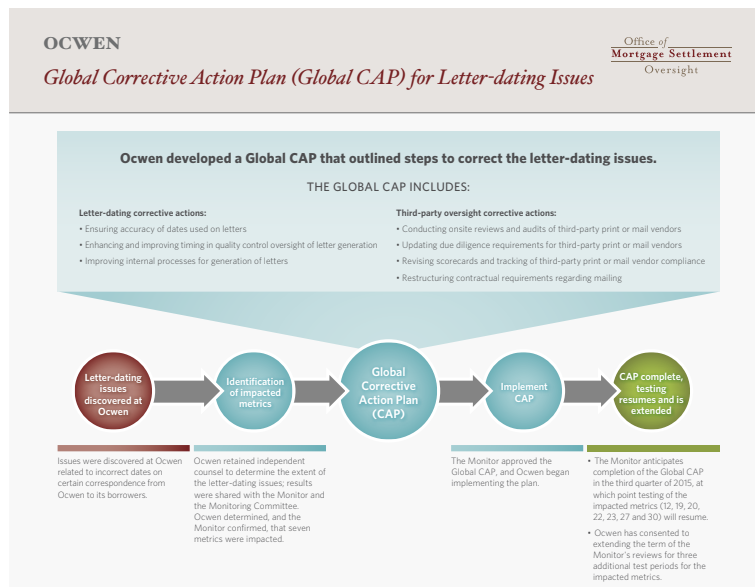 OCWEN
Global Corrective Action Plan (Global CAP) for Letter-dating Issues
Office of
Mortgage Settlement
Oversight
Ocwen developed a Global CAP that outlined steps to correct the letter-dating issues.
THE GLOBAL CAP INCLUDES:
Letter-dating corrective actions:
• Ensuring accuracy of dates used on letters
• Enhancing and improving timing in quality control oversight of letter generation
• Improving internal processes for generation of letters
Third-party oversight corrective actions:
• Conducting onsite reviews and audits of third-party print or mail vendors
• Updating due diligence requirements for third-party print or mail vendors
• Revising scorecards and tracking of third-party print or mail vendor compliance
• Restructuring contractual requirements regarding mailing
Letter-dating
issues
discovered at
Ocwen
Identification
of impacted
metrics
Global
Corrective
Action Plan
(CAP)
Implement
CAP
CAP complete,
testing
resumes and is
extended
Issues were discovered at Ocwen
related to incorrect dates on
certain correspondence from
Ocwen to its borrowers.
Ocwen retained independent
counsel to determine the extent of
the letter-dating issues; results
were shared with the Monitor and
the Monitoring Committee.
Ocwen determined, and the
Monitor confirmed, that seven
metrics were impacted.
The Monitor approved the
Global CAP, and Ocwen began
implementing the plan.
• The Monitor anticipates
completion of the Global CAP
in the third quarter of 2015, at
which point testing of the
impacted metrics (12, 19, 20,
22, 23, 27 and 30) will resume.
• Ocwen has consented to
extending the term of the
Monitor's reviews for three
additional test periods for the
impacted metrics.